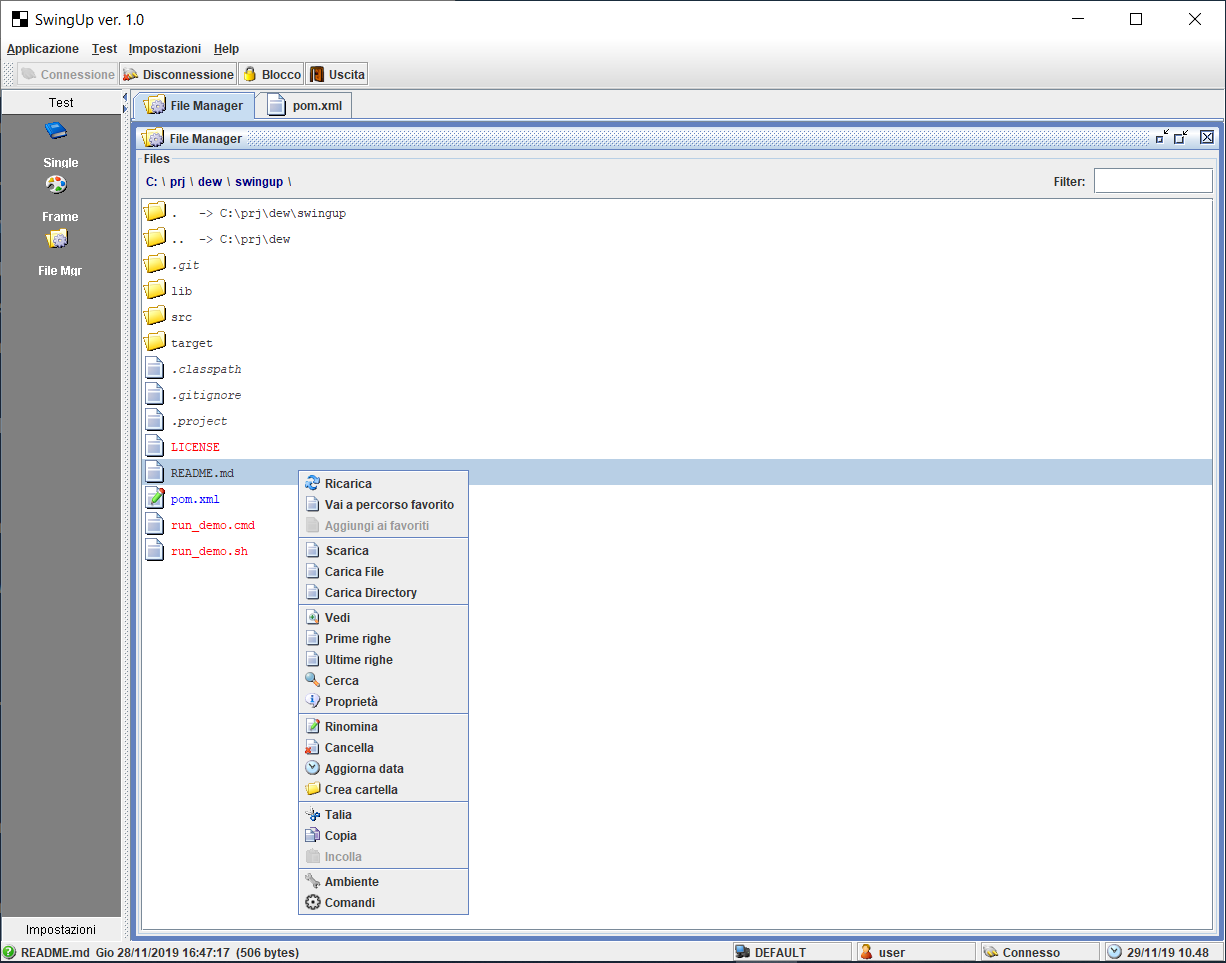 SwingUp ver. 1.0
Applicazione Test Impostazioni Help
Connessione Disconnessione Blocco Uscita
Test
File Manager pom.xml
File Manager
Files
C: \ prj \ dew \ swingup \ Filter:
Single
Frame
File Mgr
. -> C:\prj\dew\swingup
.. -> C:\prj\dew
.git
lib
src
target
.classpath
.gitignore
.project
LICENSE
README.md
pom.xml
run_demo.cmd
run_demo.sh
Ricarica
Vai a percorso favorito
Aggiungi ai favoriti
Scarica
Carica File
Carica Directory
Vedi
Prime righe
Ultime righe
Cerca
Proprietà
Rinomina
Cancella
Aggiorna data
Crea cartella
Talia
Copia
Incolla
Ambiente
Comandi
Impostazioni
README.md Gio 28/11/2019 16:47:17 (506 bytes) DEFAULT user Connesso 29/11/19 10.48